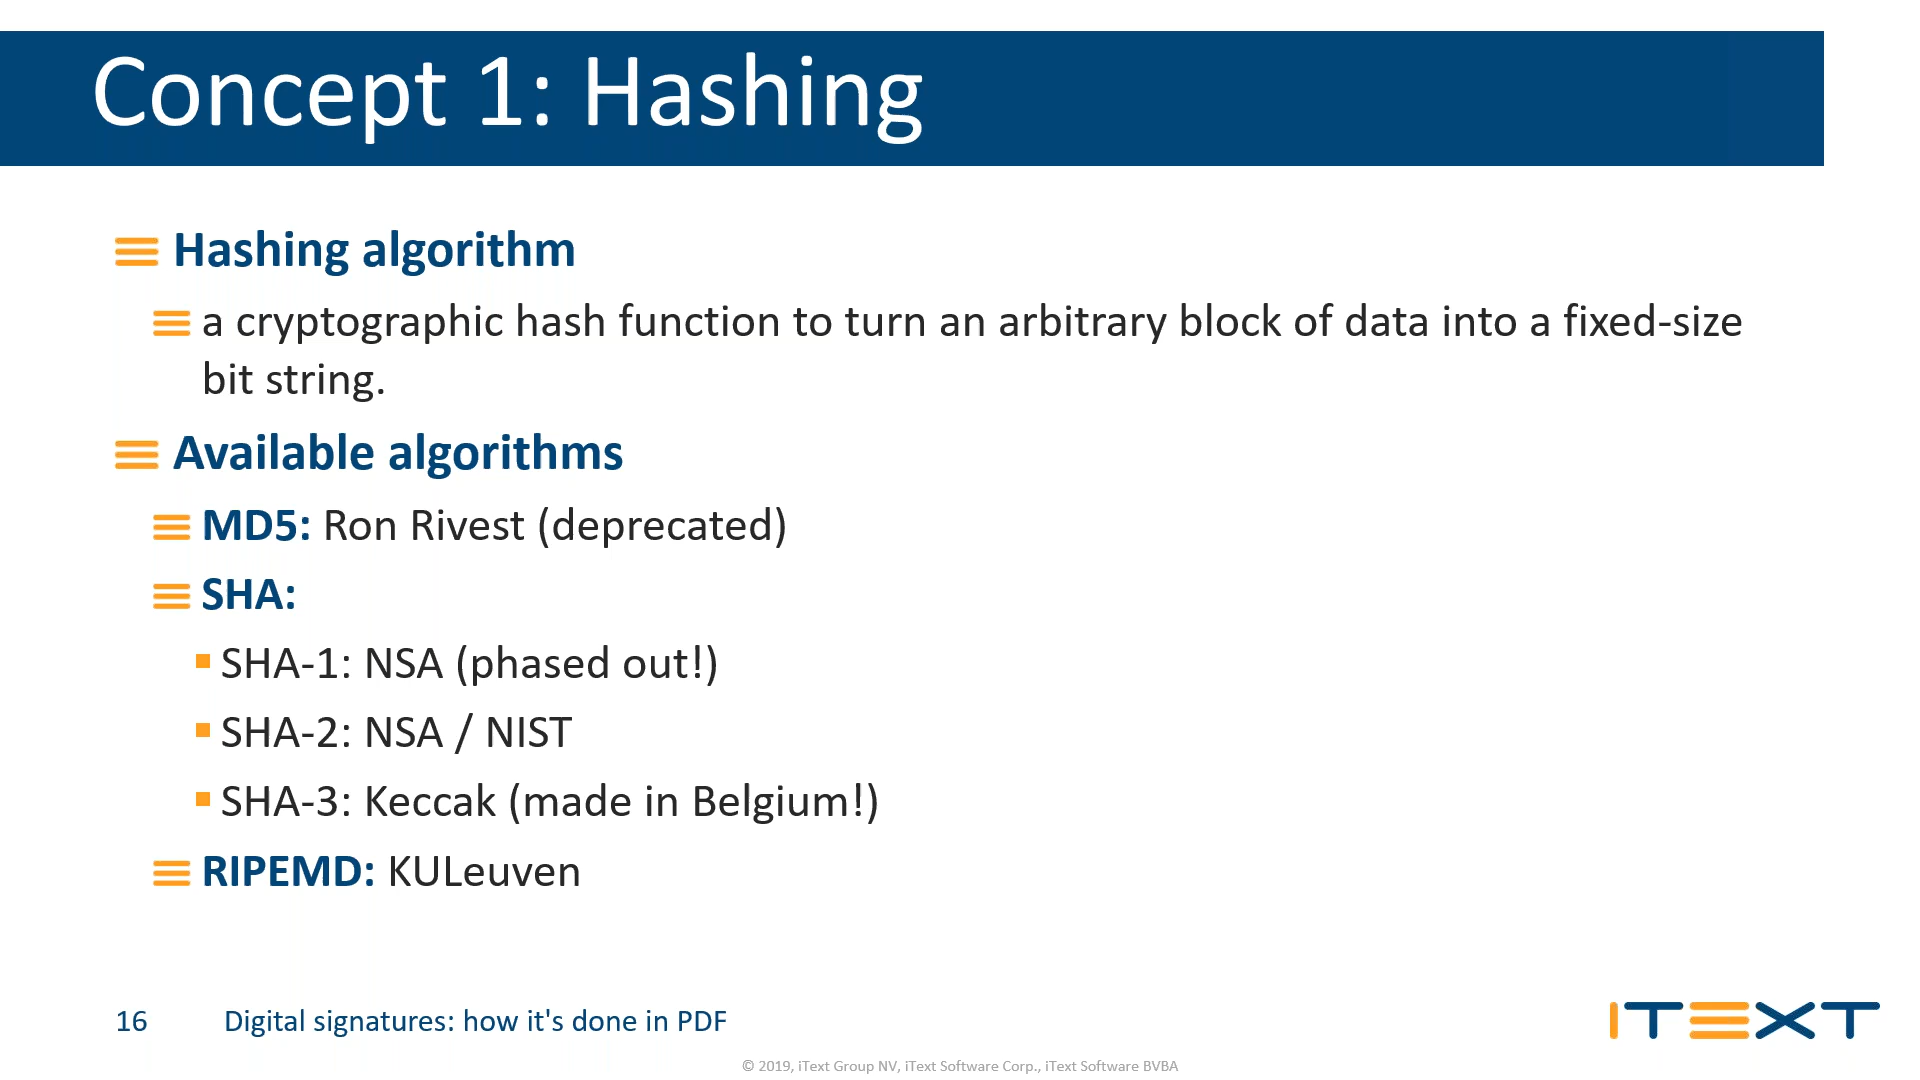 Concept 1: Hashing
Hashing algorithm
a cryptographic hash function to turn an arbitrary block of data into a fixed-size
bit string.
Available algorithms
MD5: Ron Rivest (deprecated)
SHA:
SHA-1: NSA (phased out!)
SHA-2: NSA / NIST
SHA-3: Keccak (made in Belgium!)
RIPEMD: KULeuven
16 Digital signatures: how it's done in PDF
iTEXT
© 2019, iText Group NV, iText Software Corp., iText Software BVBA